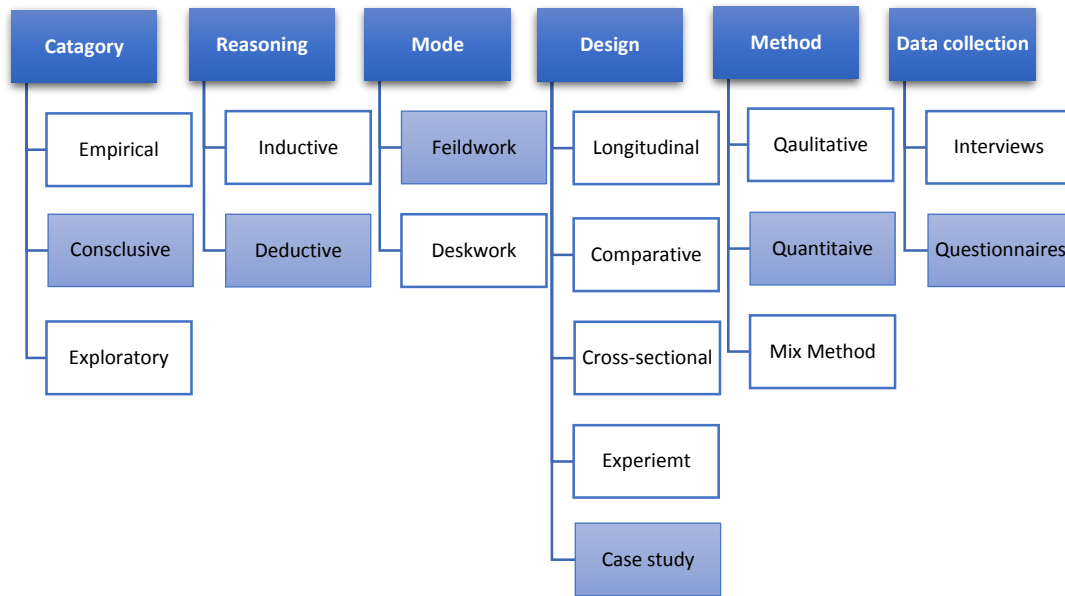 Catagory
Empirical
Consclusive
Exploratory
Reasoning
Inductive
Deductive
Mode
Feildwork
Deskwork
Design
Longitudinal
Comparative
Cross-sectional
Experiemt
Case study
Method
Qaulitative
Quantitaive
Mix Method
Data collection
Interviews
Questionnaires